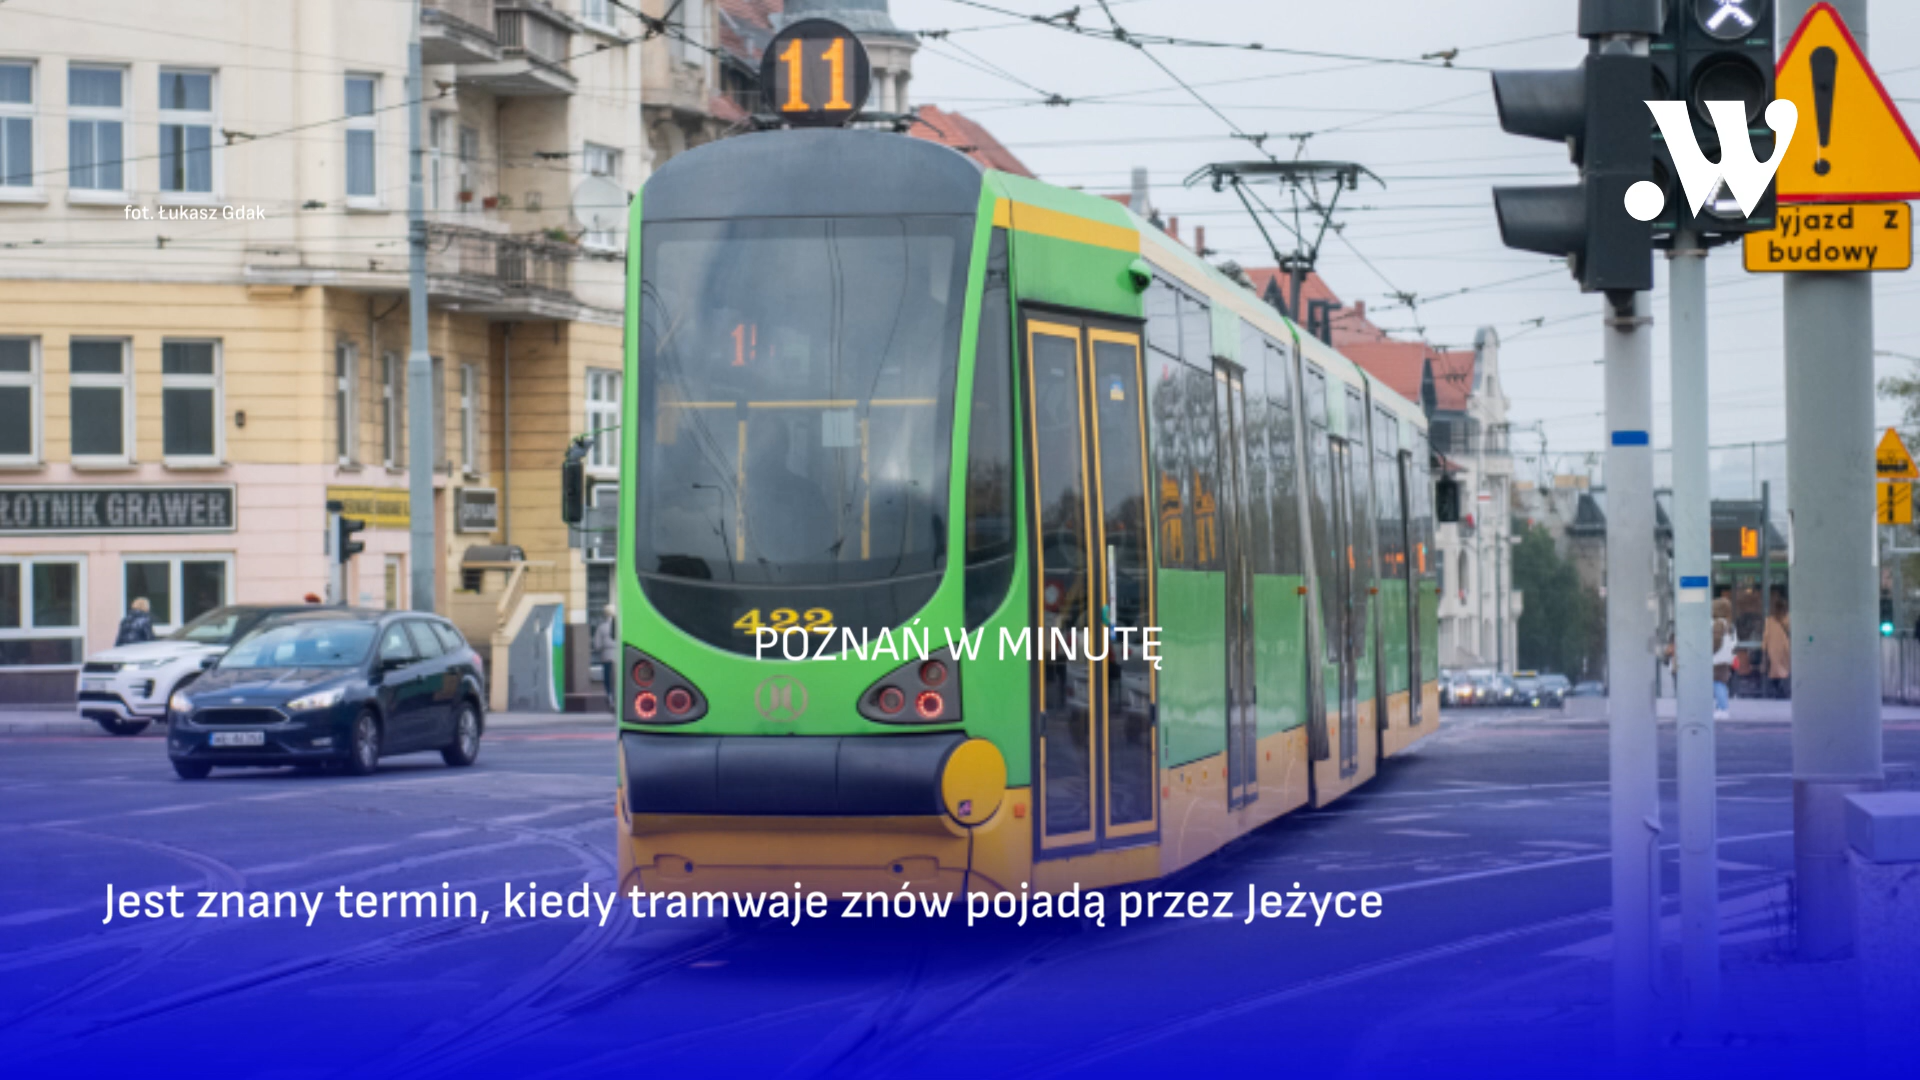 11
fot. Łukasz Gdak
.W
yjazd z
budowy
ŁOTNIK GRAWER
422
POZNAŃ W MINUTĘ
Jest znany termin, kiedy tramwaje znów pojadą przez Jeżyce